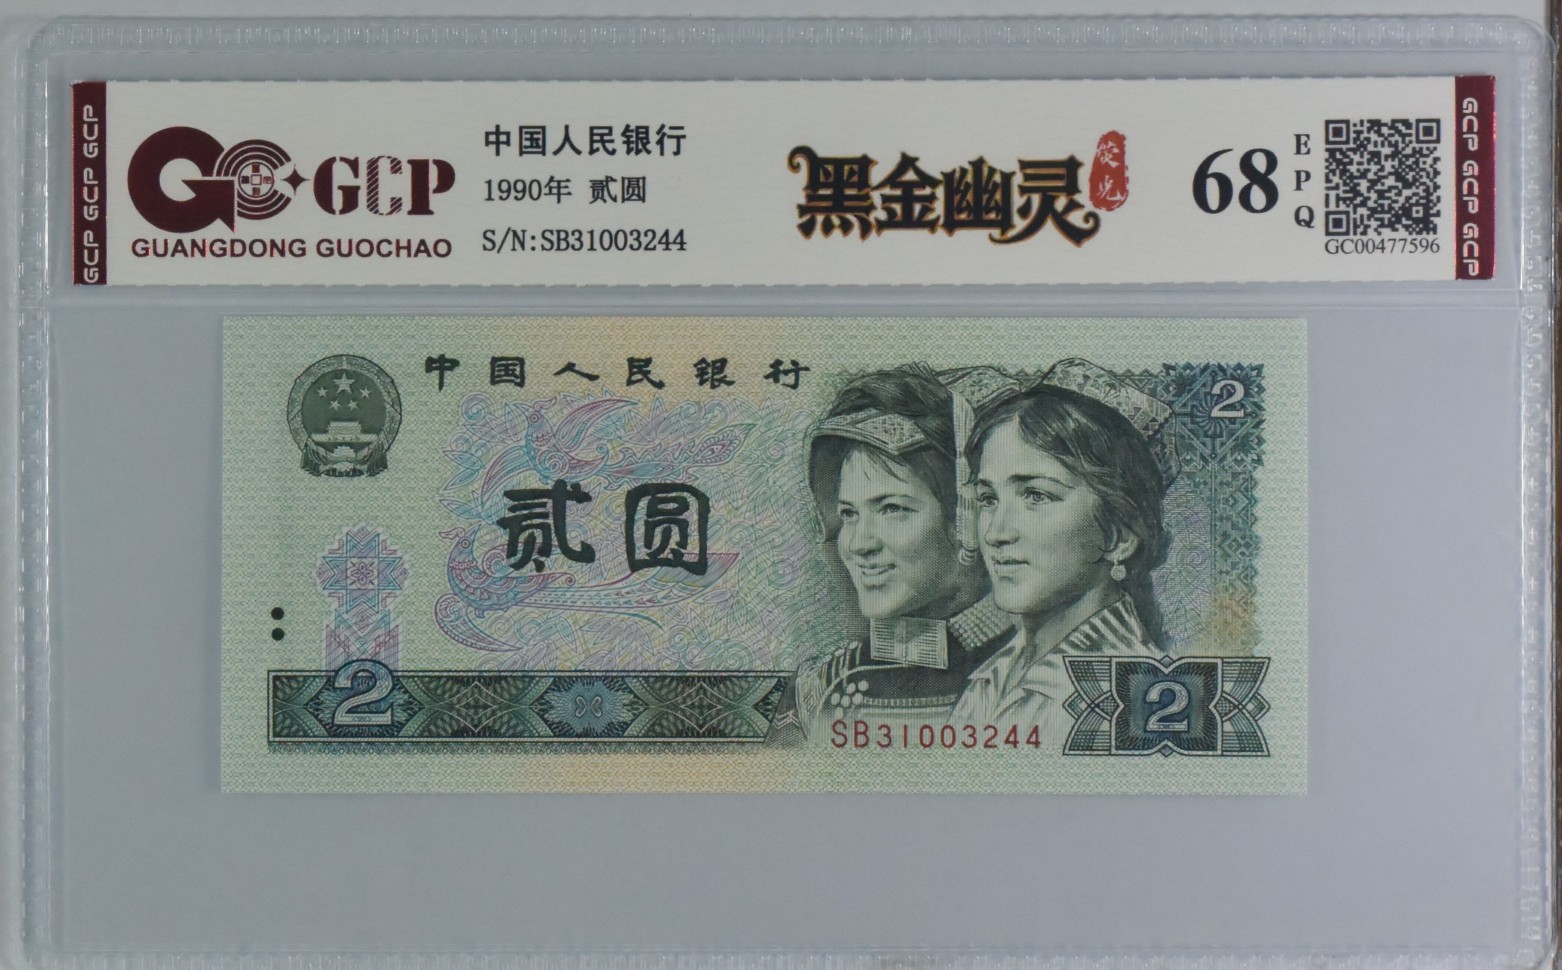 GCP GCP GCP
GCP
GUANGDONG GUOCHAO
中国人民银行
1990年 贰圆
S/N:SB31003244
黑金幽灵
荧光
68
EPQ
GC00477596
GCP GCP GCP
中国人民银行
2
贰圆
2
SB31003244
2